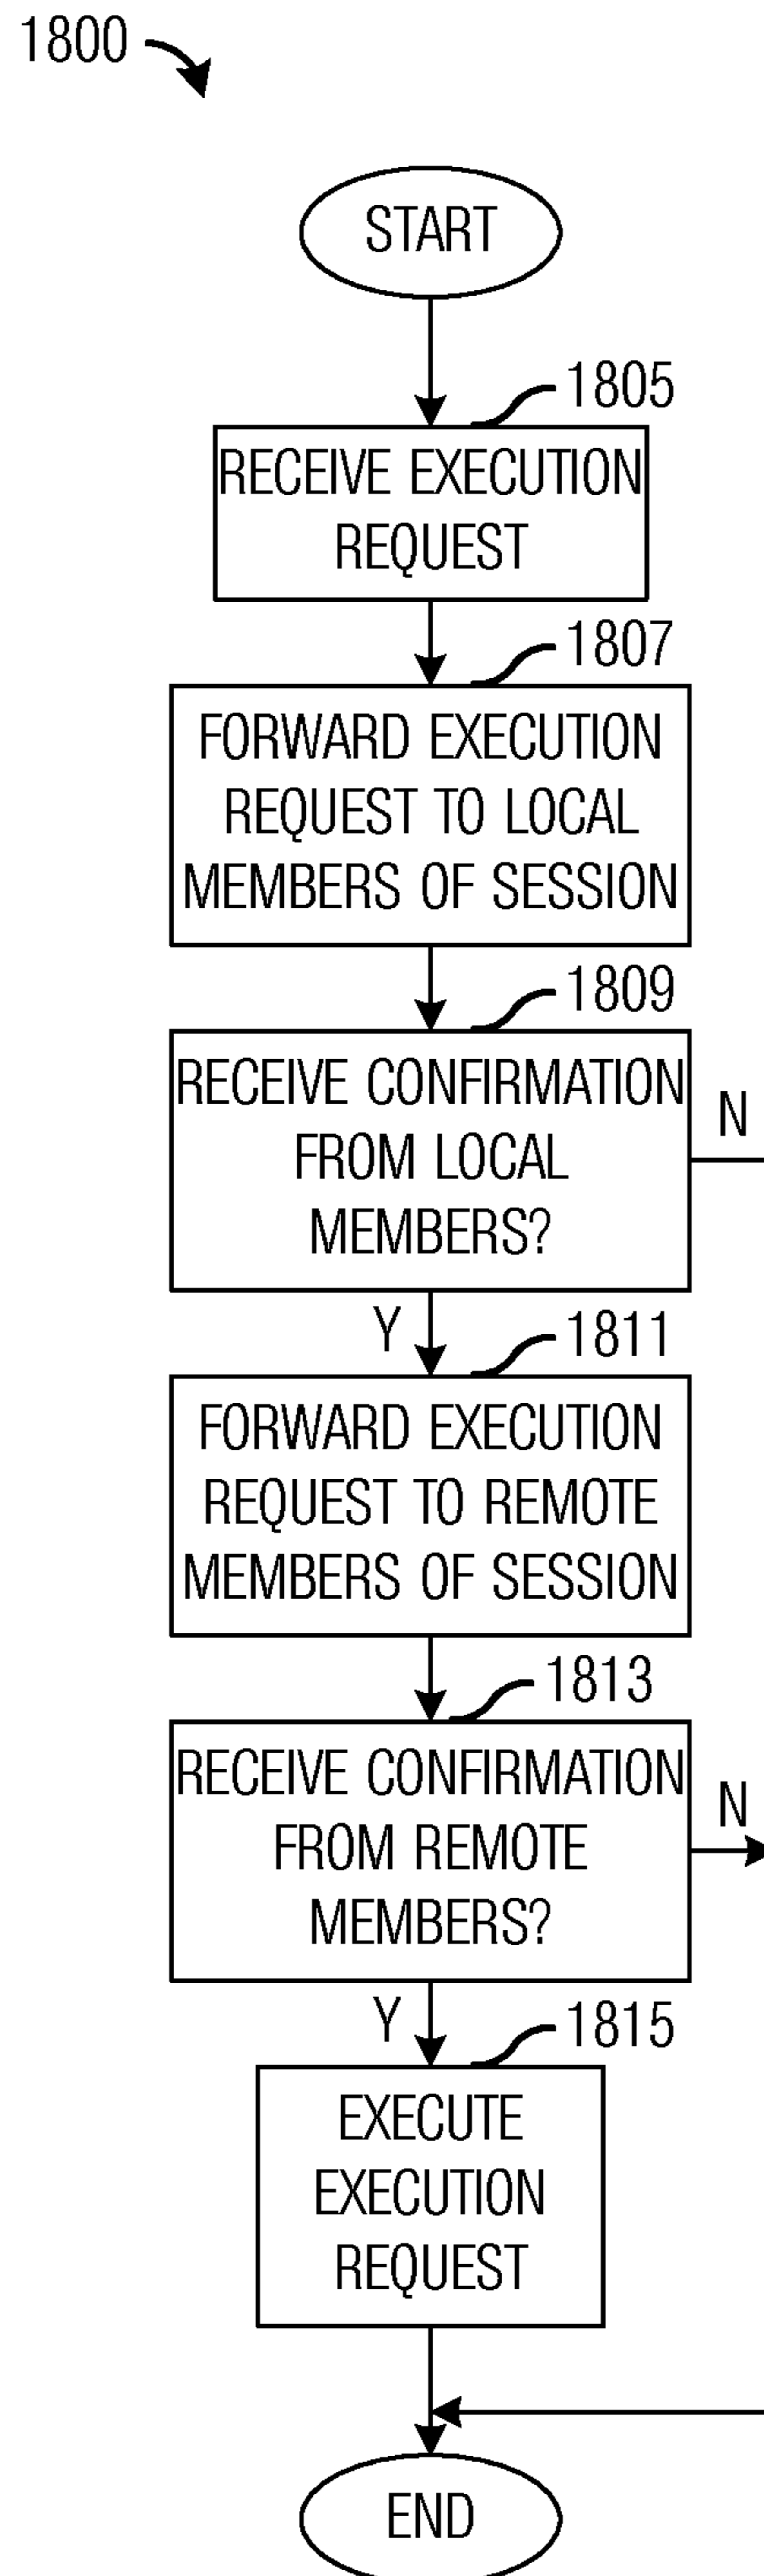 1800
START
1805
RECEIVE EXECUTION
REQUEST
1807
FORWARD EXECUTION
REQUEST TO LOCAL
MEMBERS OF SESSION
1809
RECEIVE CONFIRMATION
FROM LOCAL
MEMBERS?
N
Y
1811
FORWARD EXECUTION
REQUEST TO REMOTE
MEMBERS OF SESSION
1813
RECEIVE CONFIRMATION
FROM REMOTE
MEMBERS?
N
Y
1815
EXECUTE
EXECUTION
REQUEST
END